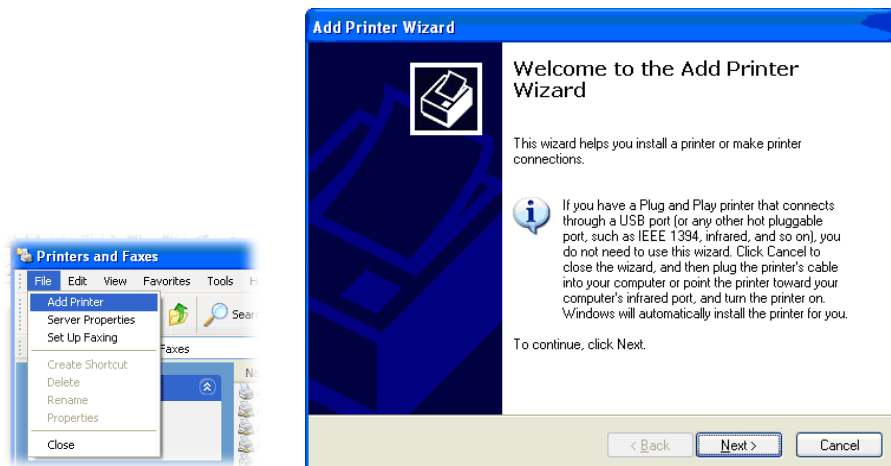 Printers and Faxes
File Edit View Favorites Tools
Add Printer
Server Properties
Set Up Faxing
Faxes
Create Shortcut
Delete
Rename
Properties
Close
Add Printer Wizard
Welcome to the Add Printer
Wizard
This wizard helps you install a printer or make printer
connections.
If you have a Plug and Play printer that connects
through a USB port (or any other hot pluggable
port, such as IEEE 1394, infrared, and so on), you
do not need to use this wizard. Click Cancel to
close the wizard, and then plug the printer's cable
into your computer or point the printer toward your
computer's infrared port, and turn the printer on.
Windows will automatically install the printer for you.
To continue, click Next.
< Back Next > Cancel